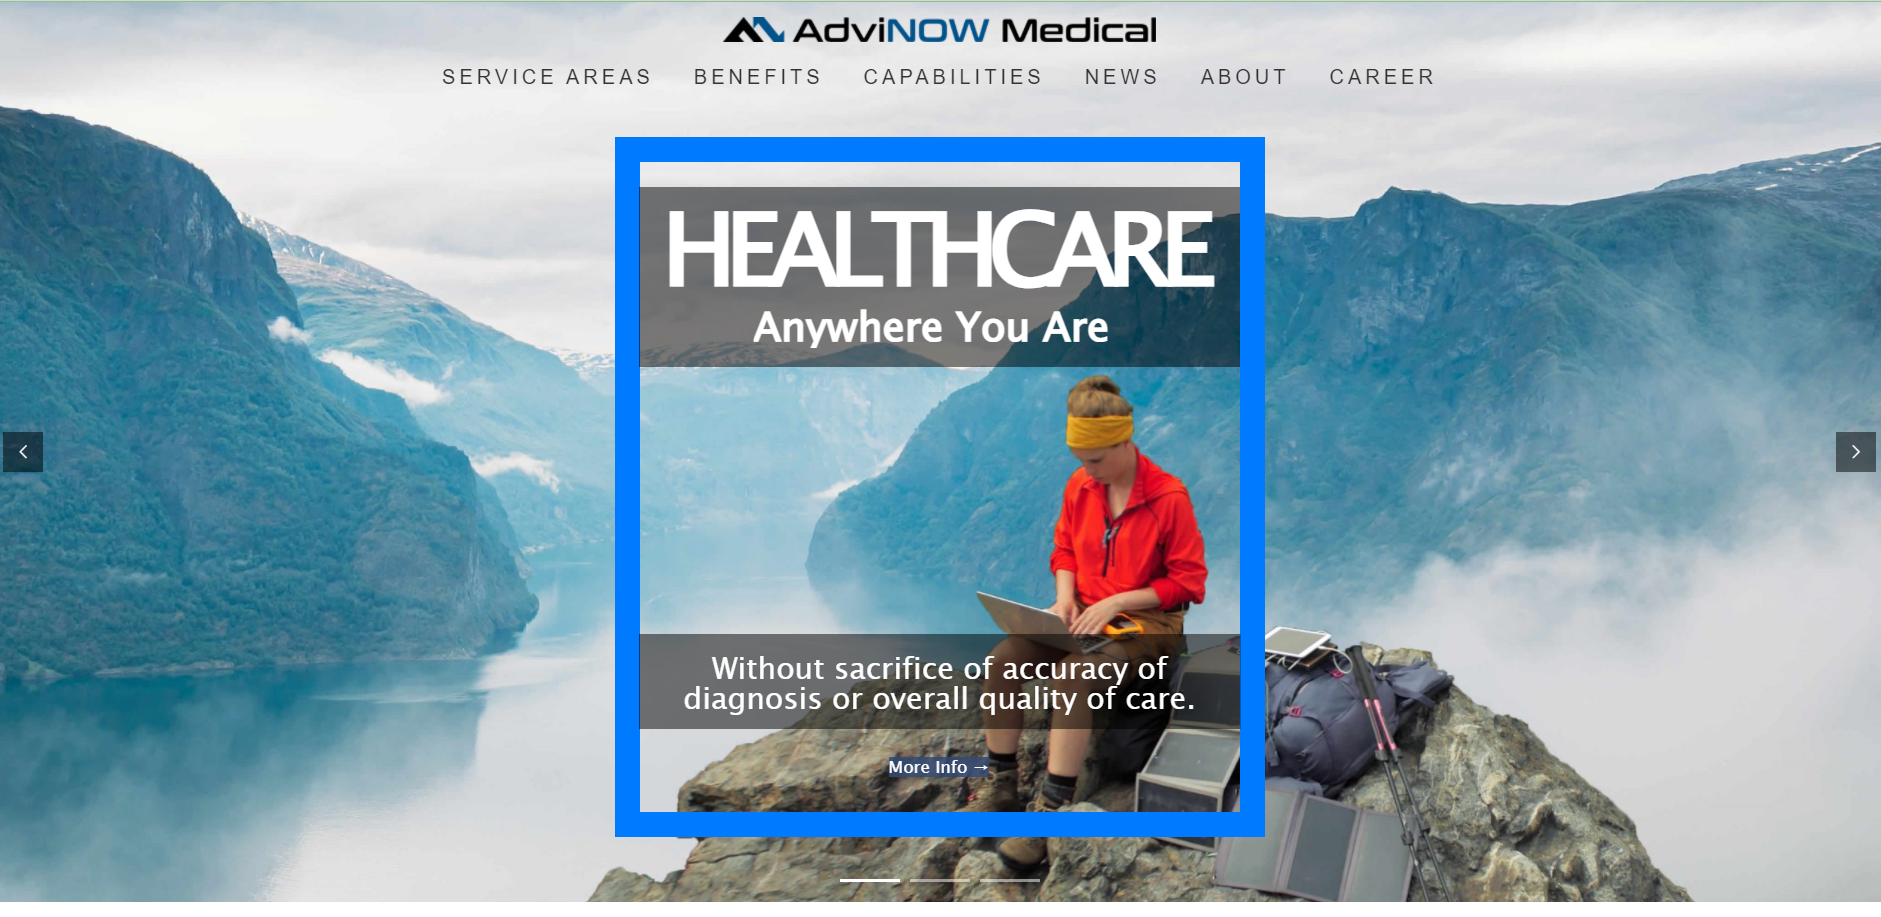 AdviNOW Medical
SERVICE AREAS BENEFITS CAPABILITIES NEWS ABOUT CAREER
HEALTHCARE
Anywhere You Are
Without sacrifice of accuracy of
diagnosis or overall quality of care.
More Info →